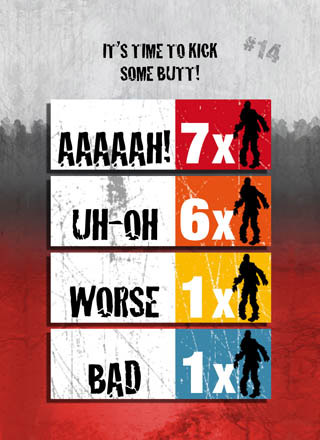 IT'S TIME TO KICK
SOME BUTT!
#14
AAAAAH! 7x
UH-OH 6x
WORSE 1x
BAD 1x